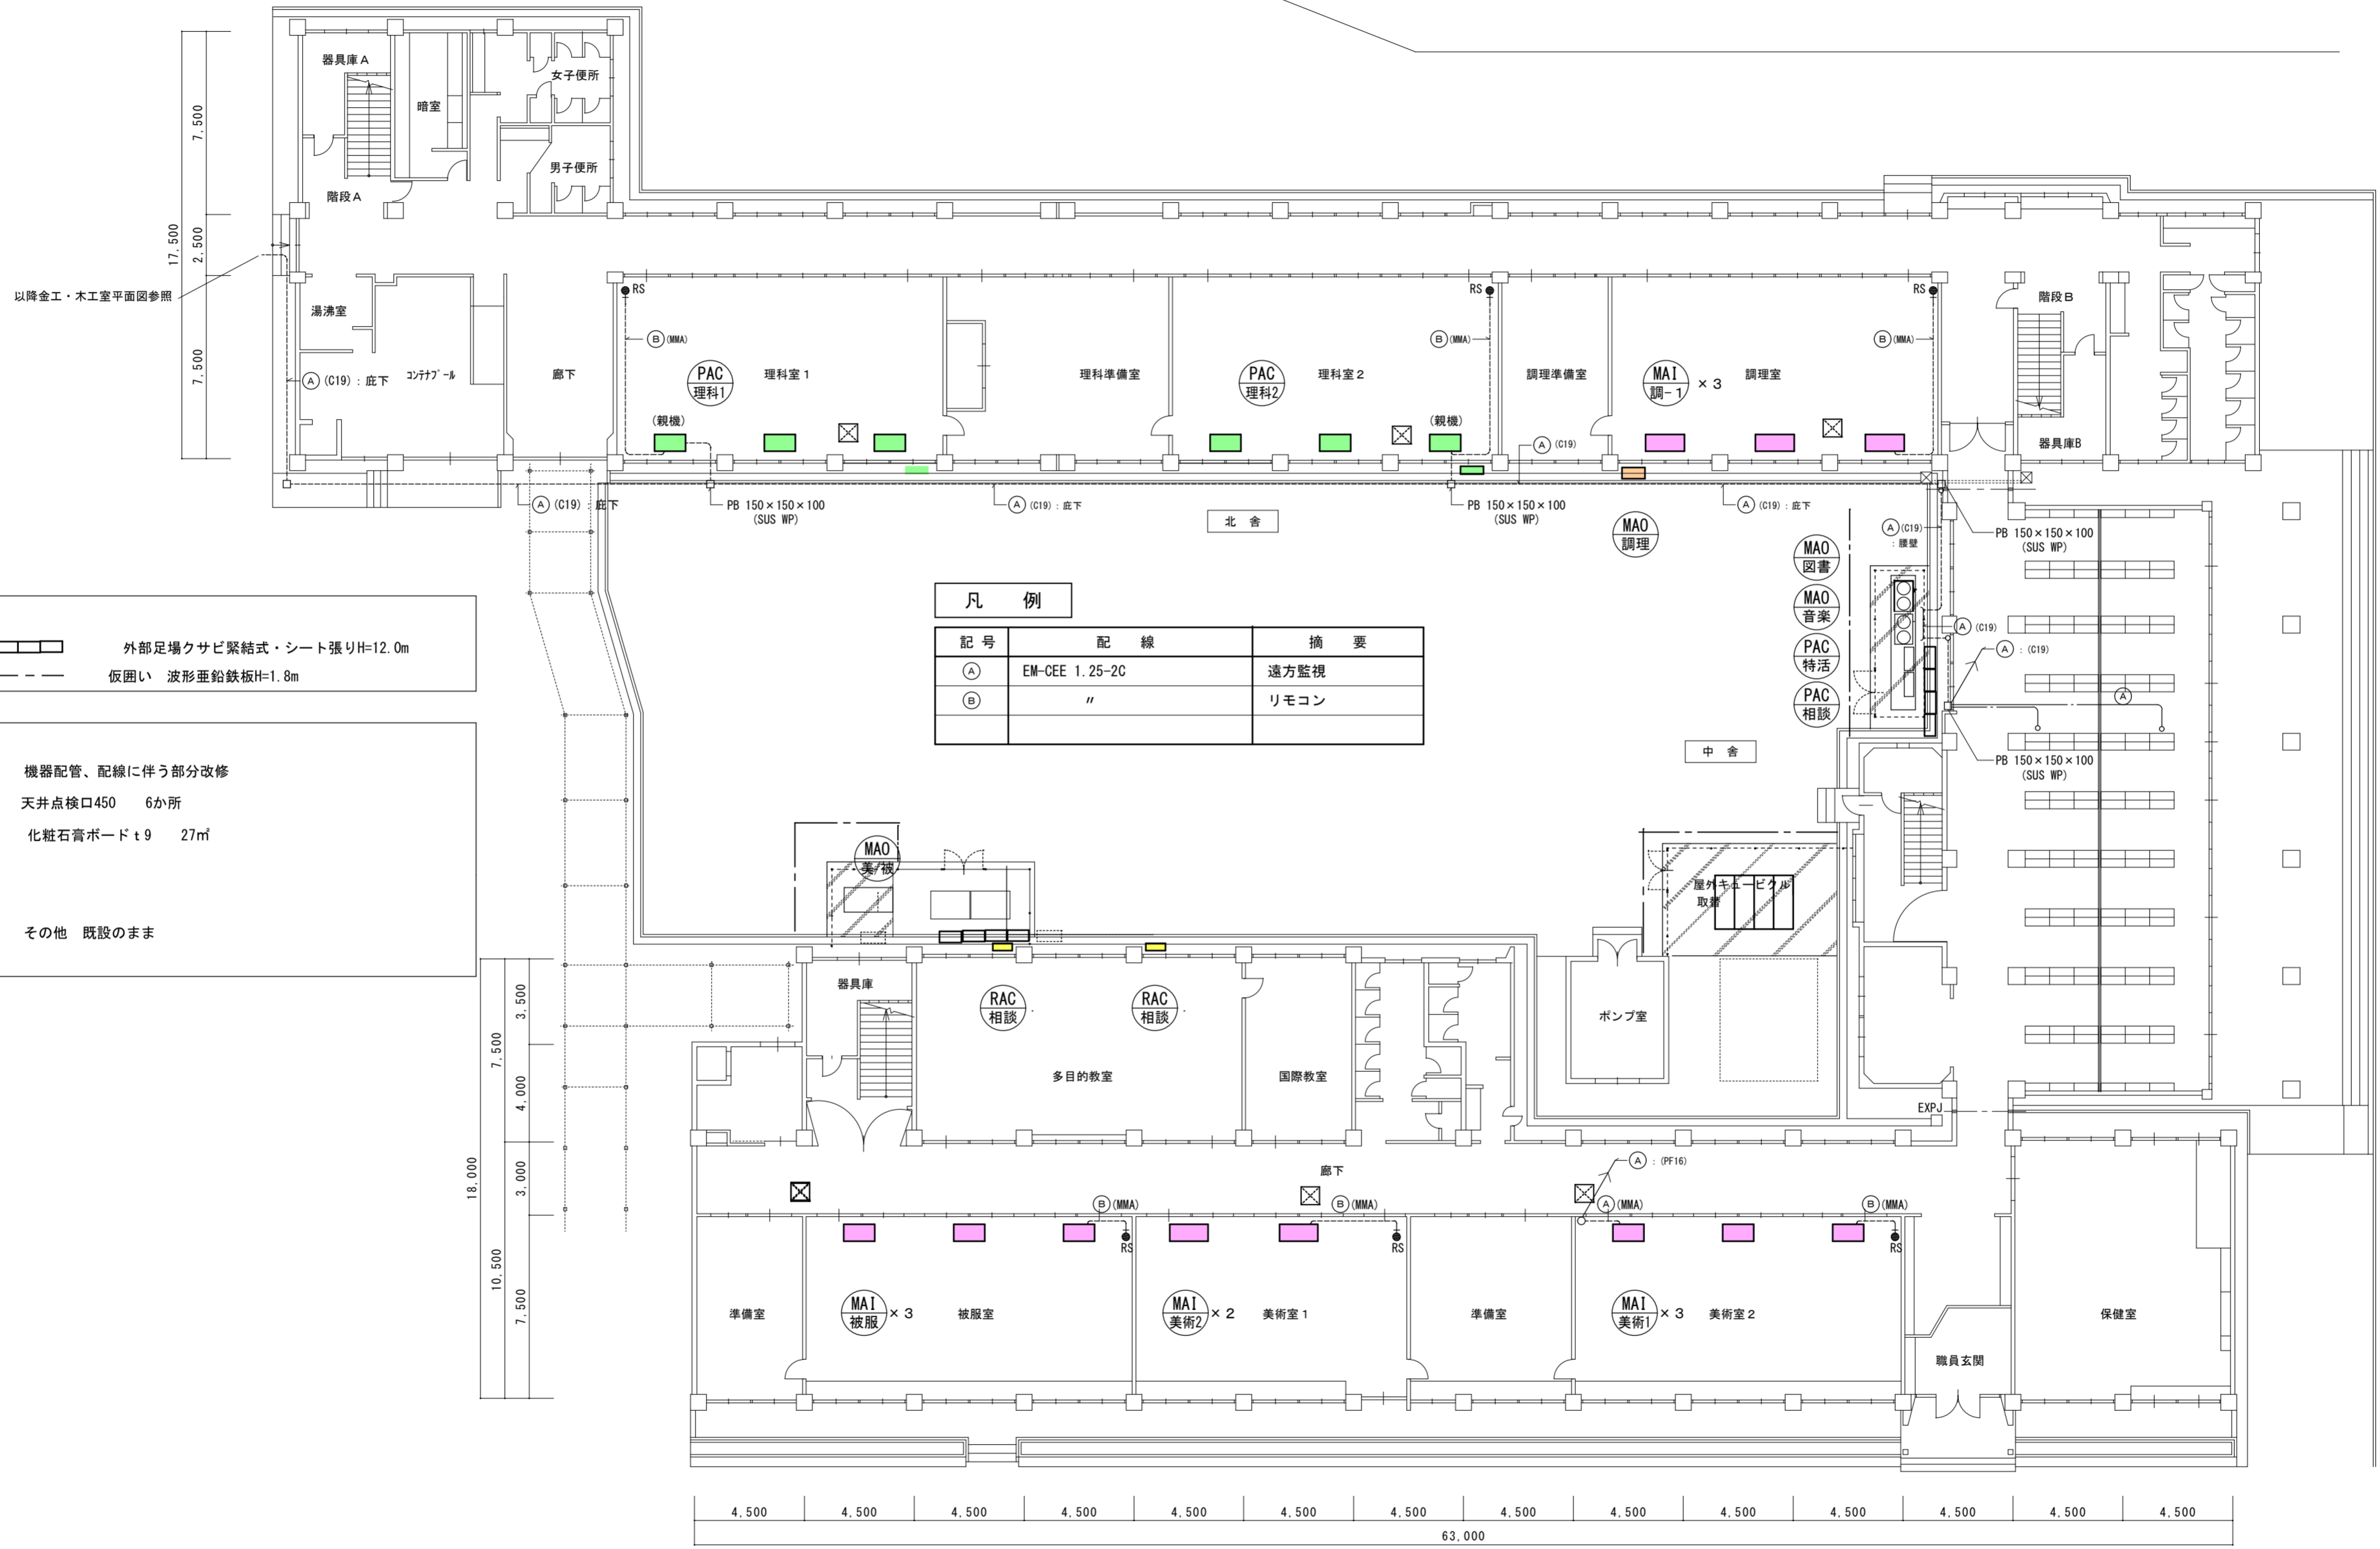 器具庫A
暗室
女子便所
男子便所
階段A
7,500
2,500
17,500
7,500
以降金工・木工室平面図参照
湯沸室
A (C19) : 庇下
コンテナプール
廊下
RS
B (MMA)
PAC
理科1
理科室1
(親機)
理科準備室
PAC
理科2
理科室2
RS
B (MMA)
(親機)
調理準備室
A (C19)
MAI
調-1
×3
調理室
RS
B (MMA)
階段B
器具庫B
A (C19) : 庇下
PB 150×150×100
(SUS WP)
A (C19) : 庇下
北 舎
PB 150×150×100
(SUS WP)
A (C19) : 庇下
MAO
調理
A (C19)
: 腰壁
PB 150×150×100
(SUS WP)
MAO
図書
MAO
音楽
PAC
特活
PAC
相談
A (C19)
A : (C19)
A
PB 150×150×100
(SUS WP)
中 舎
凡 例
記号 配 線 摘 要
A EM-CEE 1.25-2C 遠方監視
B 〃 リモコン
外部足場クサビ緊結式・シート張りH=12.0m
仮囲い 波形亜鉛鉄板H=1.8m
機器配管、配線に伴う部分改修
天井点検口450 6か所
化粧石膏ボードt9 27㎡
その他 既設のまま
MAO
美/被
屋外キュービクル
取替
器具庫
RAC
相談
RAC
相談
多目的教室
国際教室
ポンプ室
EXPJ
3,500
7,500
4,000
18,000
3,000
10,500
7,500
廊下
A : (PF16)
B (MMA)
B (MMA)
A (MMA)
B (MMA)
RS
RS
RS
準備室
MAI
被服
×3
被服室
MAI
美術2
×2
美術室1
準備室
MAI
美術1
×3
美術室2
職員玄関
保健室
4,500 4,500 4,500 4,500 4,500 4,500 4,500 4,500 4,500 4,500 4,500 4,500 4,500 4,500
63,000